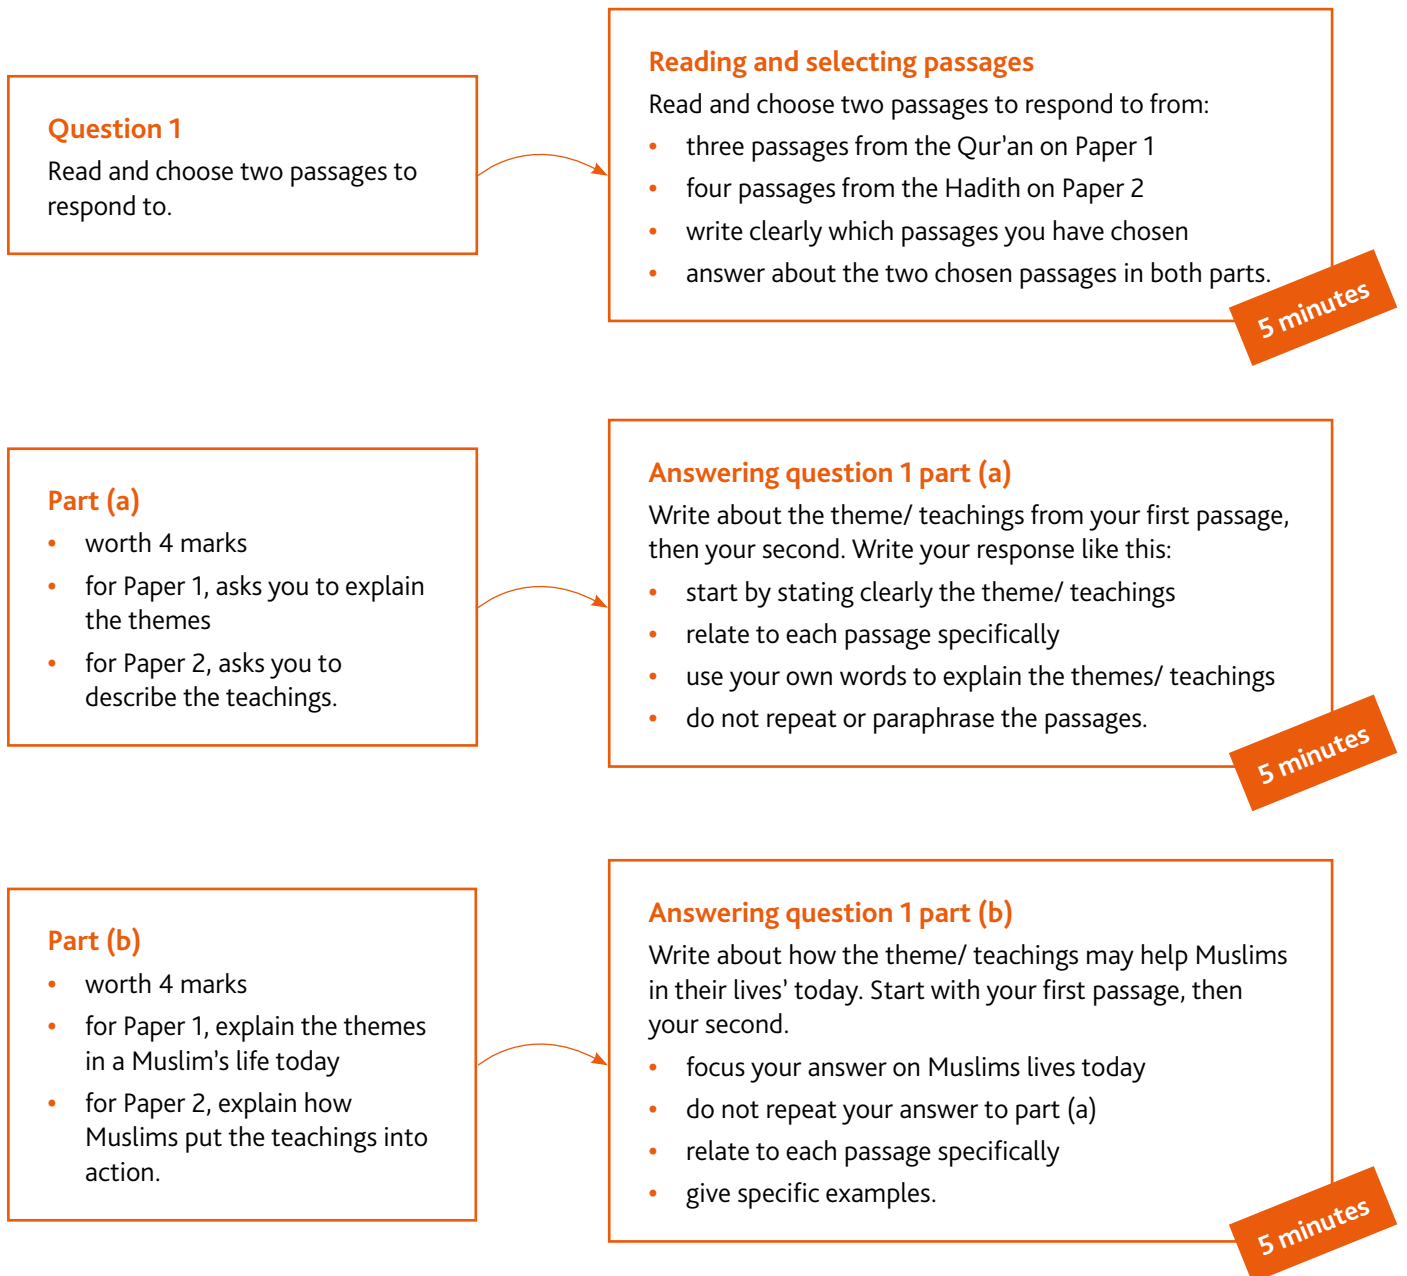 Question 1
Read and choose two passages to
respond to.
Reading and selecting passages
Read and choose two passages to respond to from:
• three passages from the Qur'an on Paper 1
• four passages from the Hadith on Paper 2
• write clearly which passages you have chosen
• answer about the two chosen passages in both parts.
5 minutes
Part (a)
• worth 4 marks
• for Paper 1, asks you to explain
the themes
• for Paper 2, asks you to
describe the teachings.
Answering question 1 part (a)
Write about the theme/ teachings from your first passage,
then your second. Write your response like this:
• start by stating clearly the theme/ teachings
• relate to each passage specifically
• use your own words to explain the themes/ teachings
• do not repeat or paraphrase the passages.
5 minutes
Part (b)
• worth 4 marks
• for Paper 1, explain the themes
in a Muslim's life today
• for Paper 2, explain how
Muslims put the teachings into
action.
Answering question 1 part (b)
Write about how the theme/ teachings may help Muslims
in their lives' today. Start with your first passage, then
your second.
• focus your answer on Muslims lives today
• do not repeat your answer to part (a)
• relate to each passage specifically
• give specific examples.
5 minutes